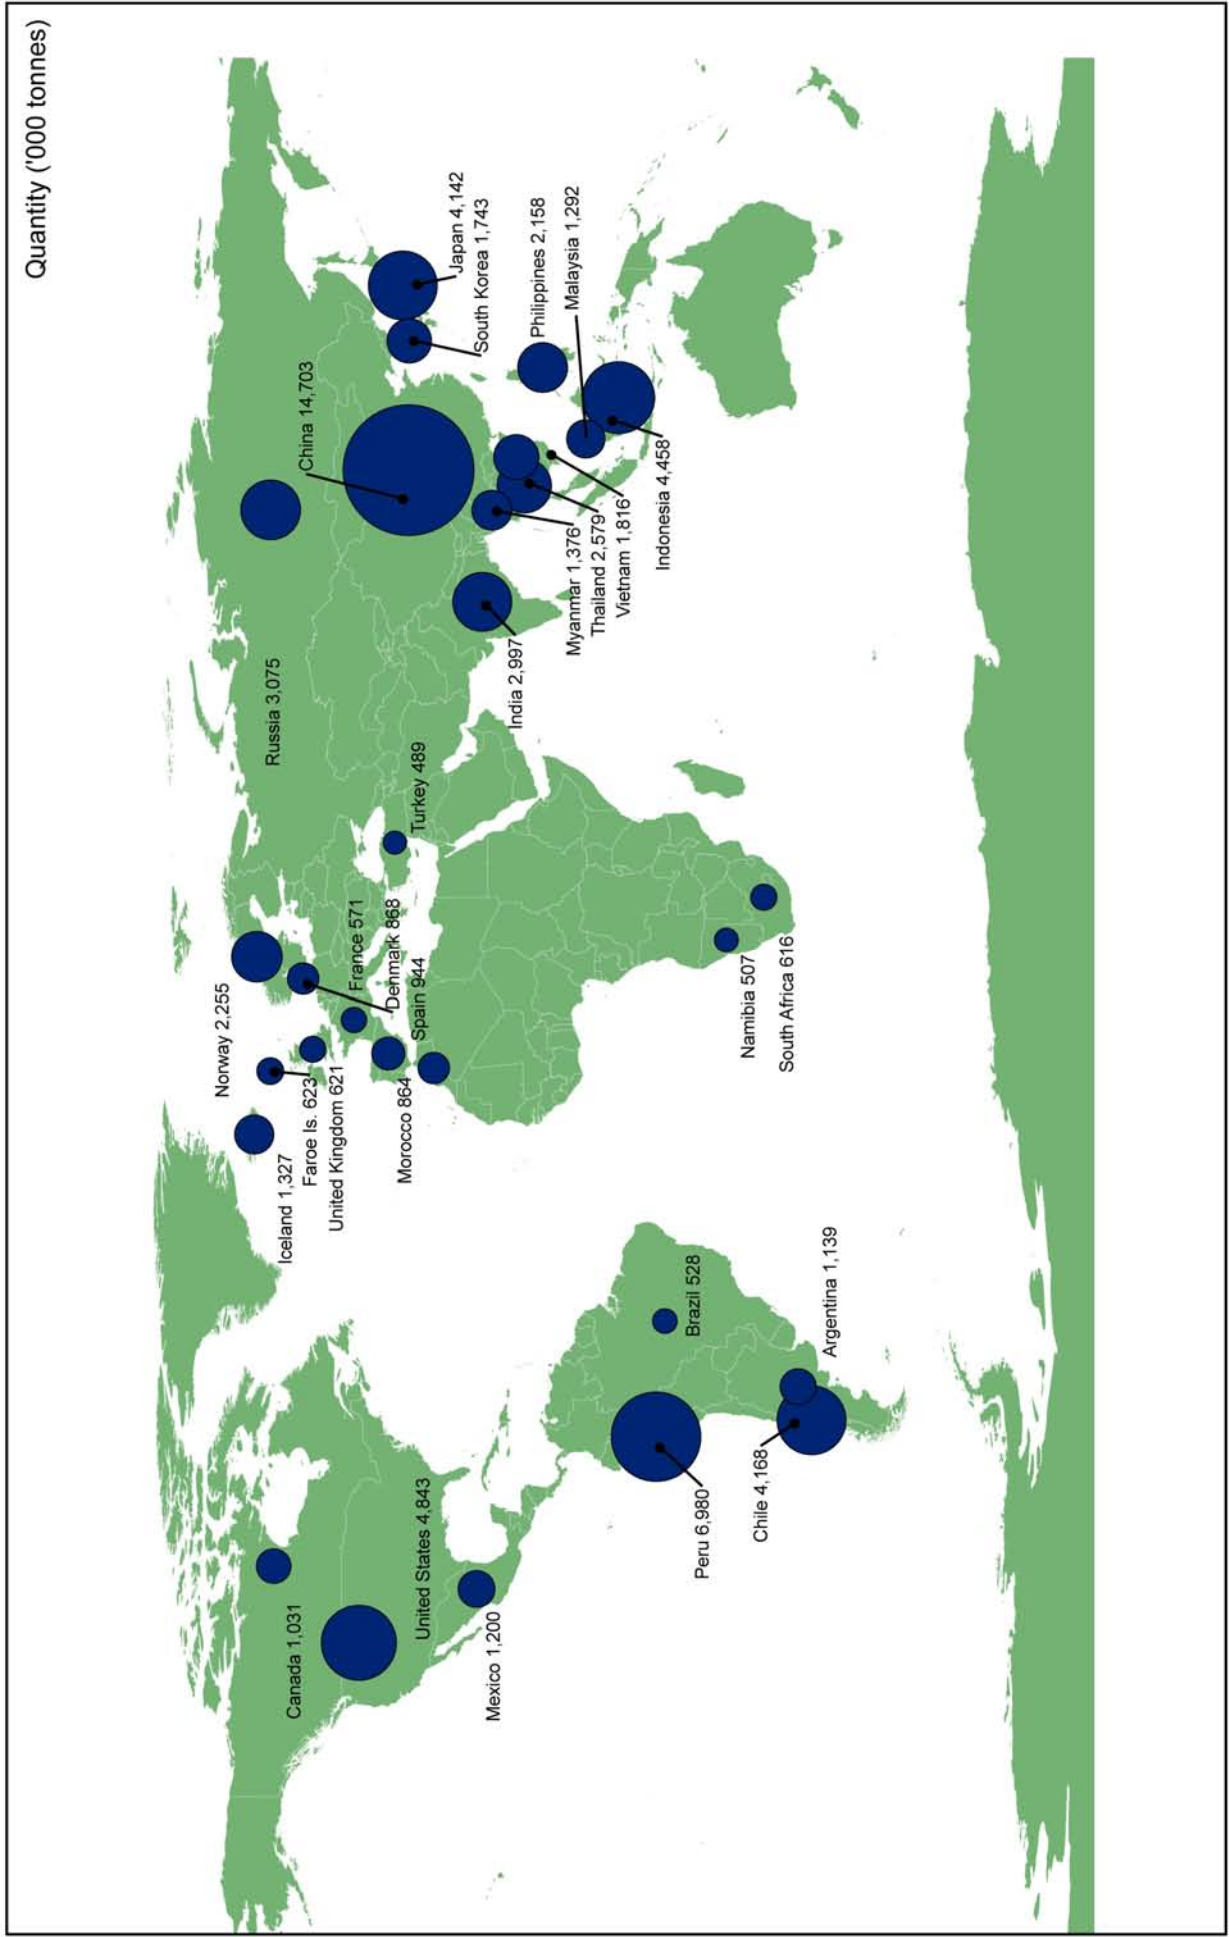 Quantity ('000 tonnes)
Norway 2,255
Russia 3,075
Iceland 1,327
Canada 1,031
China 14,703
Faroe Is. 623
United Kingdom 621
France 571
Denmark 868
Morocco 864
Spain 944
Turkey 489
United States 4,843
Japan 4,142
South Korea 1,743
Mexico 1,200
India 2,997
Philippines 2,158
Malaysia 1,292
Myanmar 1,376
Thailand 2,579
Vietnam 1,816
Indonesia 4,458
Brazil 528
Peru 6,980
Namibia 507
South Africa 616
Chile 4,168
Argentina 1,139